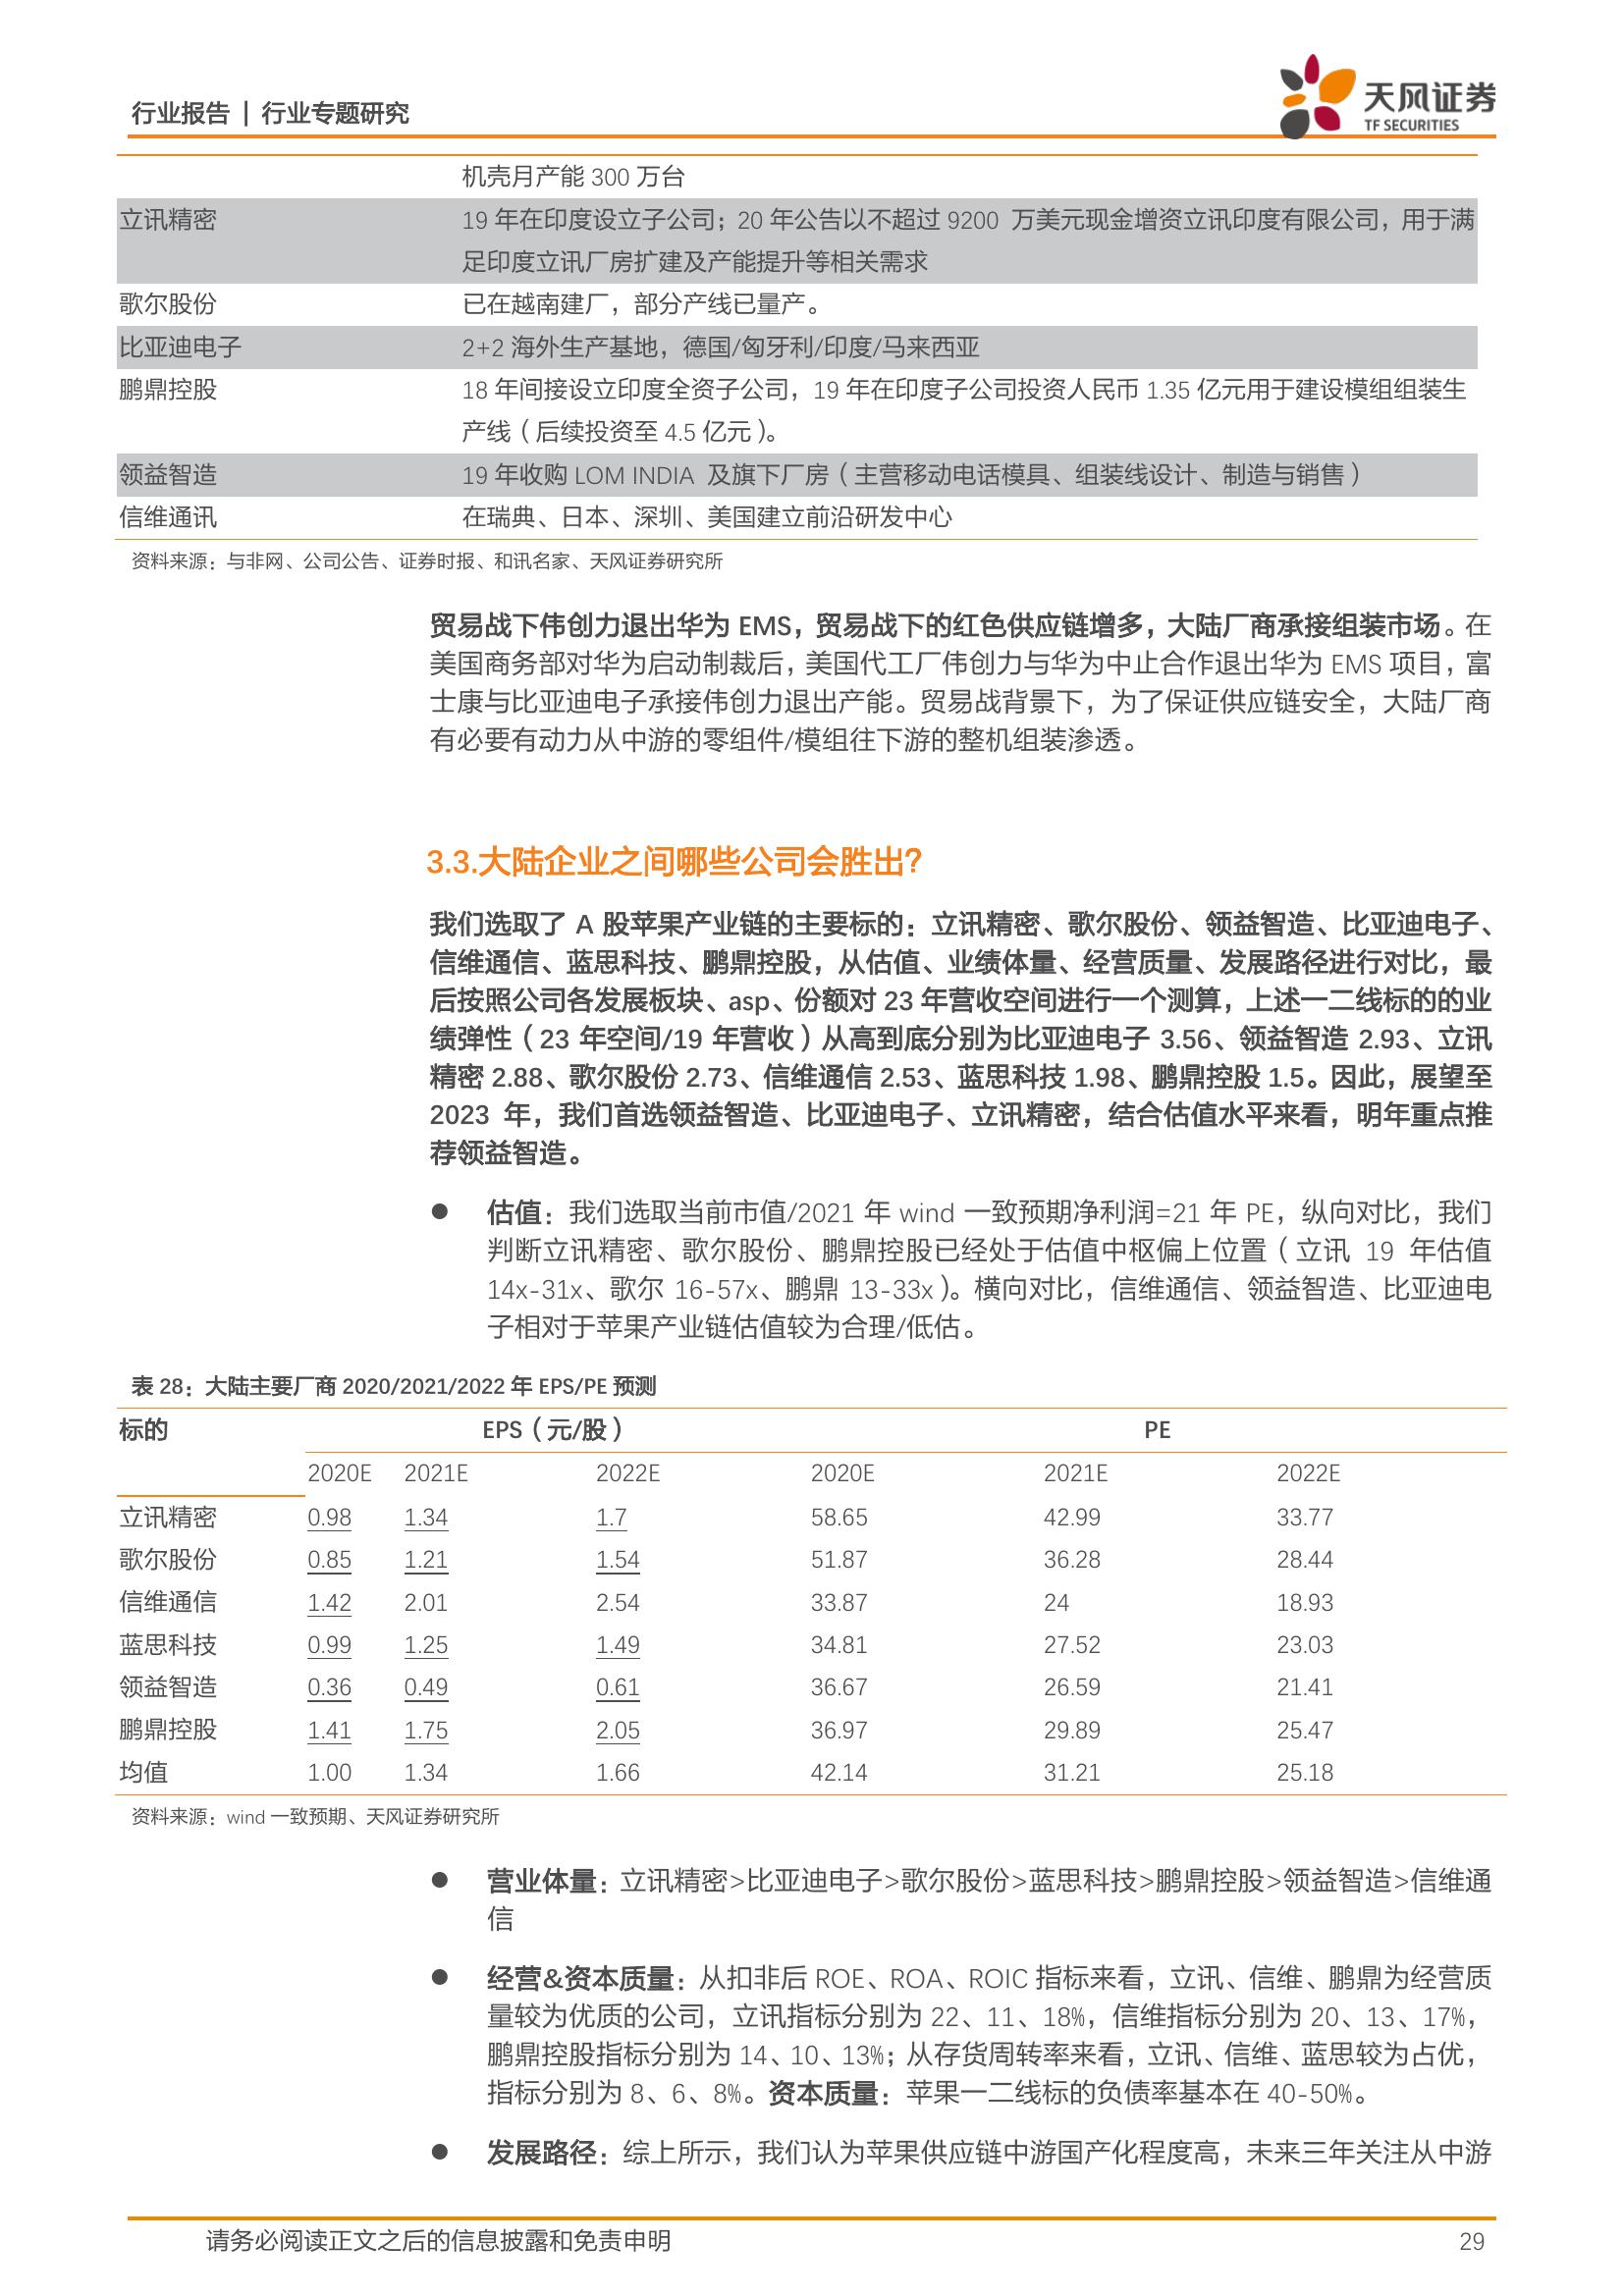 行业报告 | 行业专题研究
天风证券
TF SECURITIES
机壳月产能 300 万台
立讯精密 19 年在印度设立子公司；20 年公告以不超过 9200 万美元现金增资立讯印度有限公司，用于满
足印度立讯厂房扩建及产能提升等相关需求
歌尔股份 已在越南建厂，部分产线已量产。
比亚迪电子 2+2 海外生产基地，德国/匈牙利/印度/马来西亚
鹏鼎控股 18 年间接设立印度全资子公司，19 年在印度子公司投资人民币 1.35 亿元用于建设模组组装生
产线（后续投资至 4.5 亿元）。
领益智造 19 年收购 LOM INDIA 及旗下厂房（主营移动电话模具、组装线设计、制造与销售）
信维通讯 在瑞典、日本、深圳、美国建立前沿研发中心
资料来源：与非网、公司公告、证券时报、和讯名家、天风证券研究所
贸易战下伟创力退出华为 EMS，贸易战下的红色供应链增多，大陆厂商承接组装市场。在
美国商务部对华为启动制裁后，美国代工厂伟创力与华为中止合作退出华为 EMS 项目，富
士康与比亚迪电子承接伟创力退出产能。贸易战背景下，为了保证供应链安全，大陆厂商
有必要有动力从中游的零组件/模组往下游的整机组装渗透。
3.3.大陆企业之间哪些公司会胜出？
我们选取了 A 股苹果产业链的主要标的：立讯精密、歌尔股份、领益智造、比亚迪电子、
信维通信、蓝思科技、鹏鼎控股，从估值、业绩体量、经营质量、发展路径进行对比，最
后按照公司各发展板块、asp、份额对 23 年营收空间进行一个测算，上述一二线标的的业
绩弹性（23 年空间/19 年营收）从高到底分别为比亚迪电子 3.56、领益智造 2.93、立讯
精密 2.88、歌尔股份 2.73、信维通信 2.53、蓝思科技 1.98、鹏鼎控股 1.5。因此，展望至
2023 年，我们首选领益智造、比亚迪电子、立讯精密，结合估值水平来看，明年重点推
荐领益智造。
● 估值：我们选取当前市值/2021 年 wind 一致预期净利润=21 年 PE，纵向对比，我们
判断立讯精密、歌尔股份、鹏鼎控股已经处于估值中枢偏上位置（立讯 19 年估值
14x-31x、歌尔 16-57x、鹏鼎 13-33x）。横向对比，信维通信、领益智造、比亚迪电
子相对于苹果产业链估值较为合理/低估。
表 28：大陆主要厂商 2020/2021/2022 年 EPS/PE 预测
标的 EPS（元/股） PE
2020E 2021E 2022E 2020E 2021E 2022E
立讯精密 0.98 1.34 1.7 58.65 42.99 33.77
歌尔股份 0.85 1.21 1.54 51.87 36.28 28.44
信维通信 1.42 2.01 2.54 33.87 24 18.93
蓝思科技 0.99 1.25 1.49 34.81 27.52 23.03
领益智造 0.36 0.49 0.61 36.67 26.59 21.41
鹏鼎控股 1.41 1.75 2.05 36.97 29.89 25.47
均值 1.00 1.34 1.66 42.14 31.21 25.18
资料来源：wind 一致预期、天风证券研究所
● 营业体量：立讯精密>比亚迪电子>歌尔股份>蓝思科技>鹏鼎控股>领益智造>信维通
信
● 经营&资本质量：从扣非后 ROE、ROA、ROIC 指标来看，立讯、信维、鹏鼎为经营质
量较为优质的公司，立讯指标分别为 22、11、18%，信维指标分别为 20、13、17%，
鹏鼎控股指标分别为 14、10、13%；从存货周转率来看，立讯、信维、蓝思较为占优，
指标分别为 8、6、8%。资本质量：苹果一二线标的负债率基本在 40-50%。
● 发展路径：综上所示，我们认为苹果供应链中游国产化程度高，未来三年关注从中游
请务必阅读正文之后的信息披露和免责申明 29